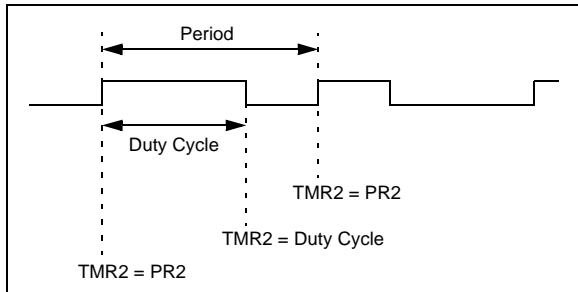 Period
Duty Cycle
TMR2 = PR2
TMR2 = Duty Cycle
TMR2 = PR2